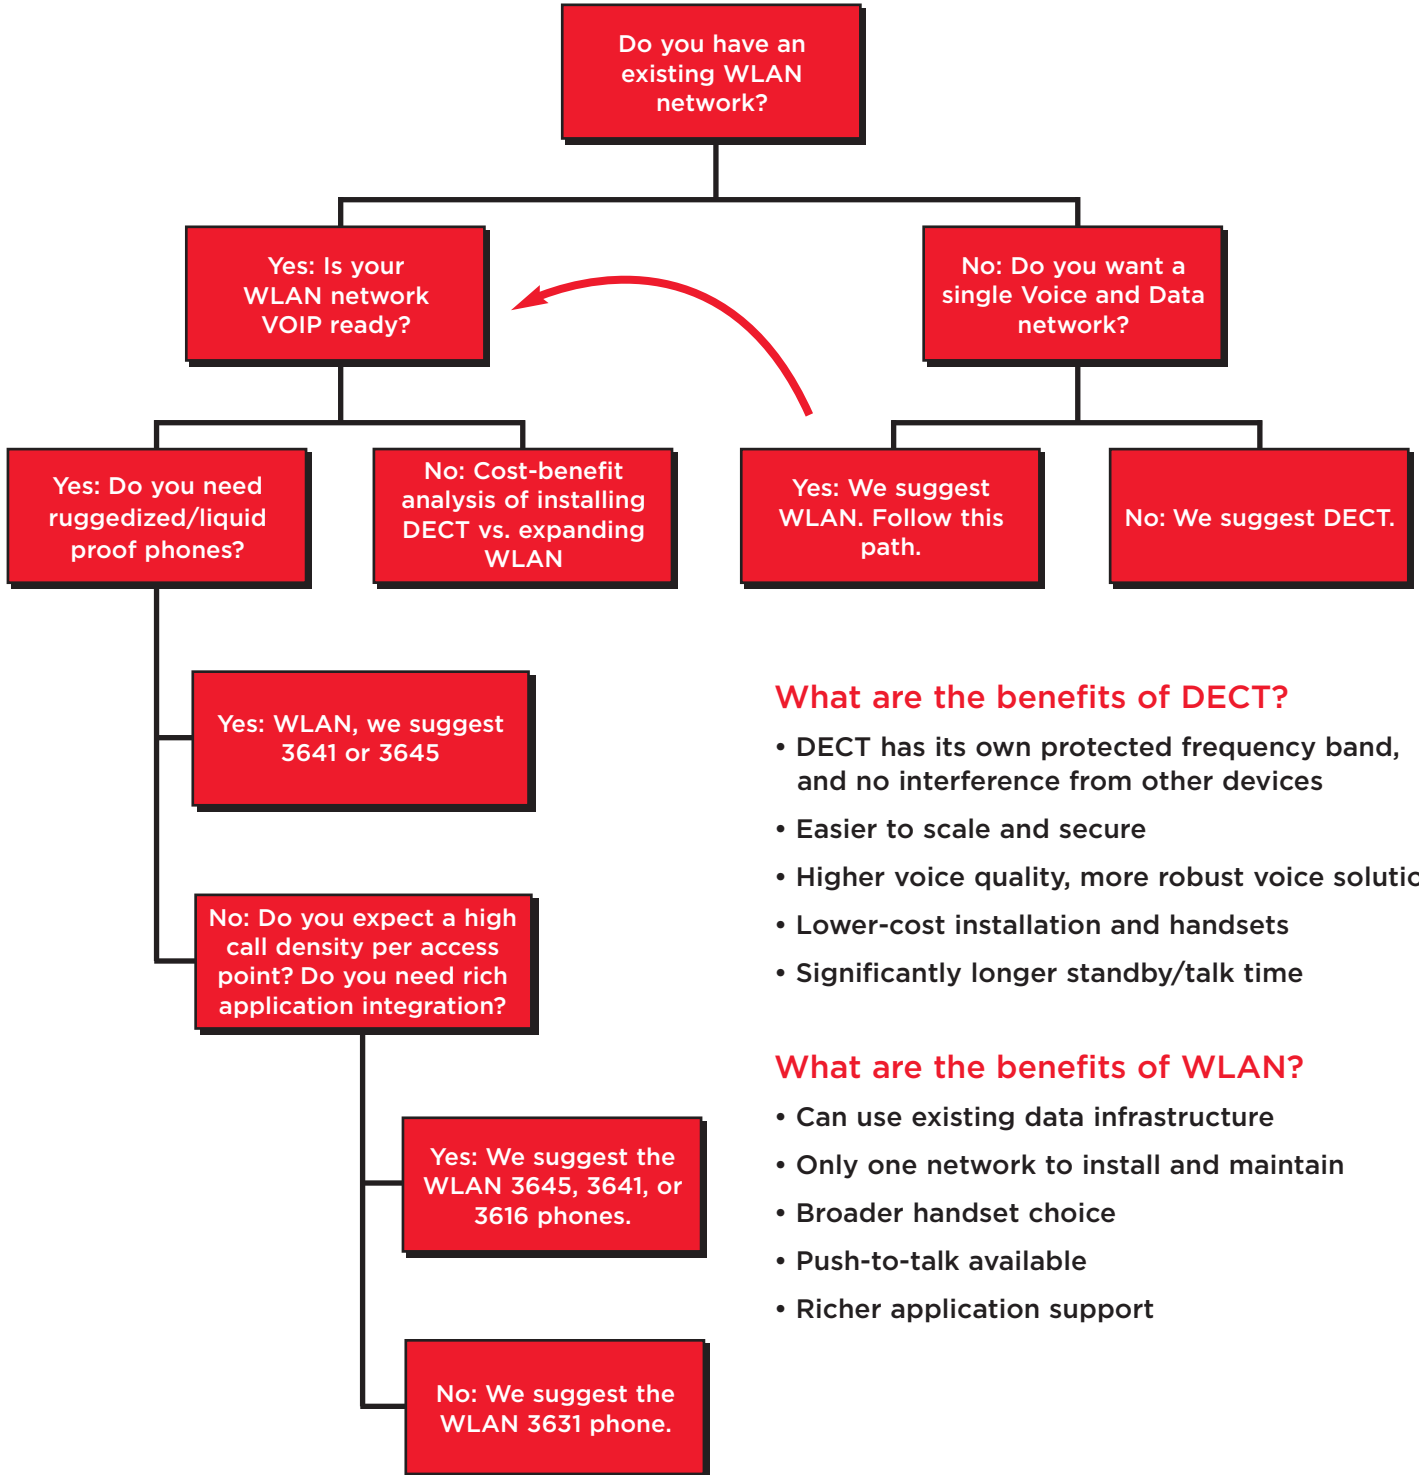 Do you have an
existing WLAN
network?
Yes: Is your
WLAN network
VOIP ready?
No: Do you want a
single Voice and Data
network?
Yes: Do you need
ruggedized/liquid
proof phones?
No: Cost-benefit
analysis of installing
DECT vs. expanding
WLAN
Yes: We suggest
WLAN. Follow this
path.
No: We suggest DECT.
Yes: WLAN, we suggest
3641 or 3645
No: Do you expect a high
call density per access
point? Do you need rich
application integration?
Yes: We suggest the
WLAN 3645, 3641, or
3616 phones.
No: We suggest the
WLAN 3631 phone.
What are the benefits of DECT?
• DECT has its own protected frequency band,
and no interference from other devices
• Easier to scale and secure
• Higher voice quality, more robust voice
• Lower-cost installation and handsets
• Significantly longer standby/talk time
What are the benefits of WLAN?
• Can use existing data infrastructure
• Only one network to install and maintain
• Broader handset choice
• Push-to-talk available
• Richer application support